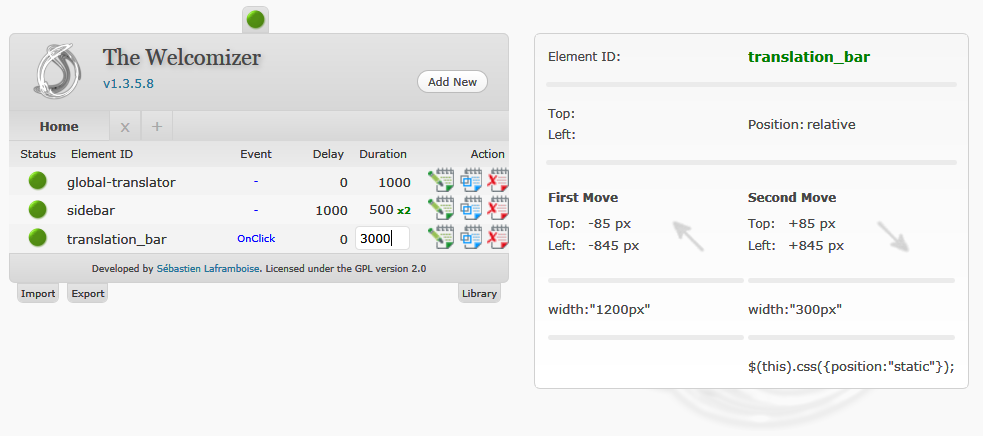 The Welcomizer
v1.3.5.8
Add New
Home x +
Status Element ID Event Delay Duration Action
global-translator - 0 1000
sidebar - 1000 500 x2
translation_bar OnClick 0 3000
Developed by Sébastien Laframboise. Licensed under the GPL version 2.0
Import Export Library
Element ID: translation_bar
Top:
Left:
Position: relative
First Move Second Move
Top: -85 px Top: +85 px
Left: -845 px Left: +845 px
width:"1200px" width:"300px"
$(this).css({position:"static"});